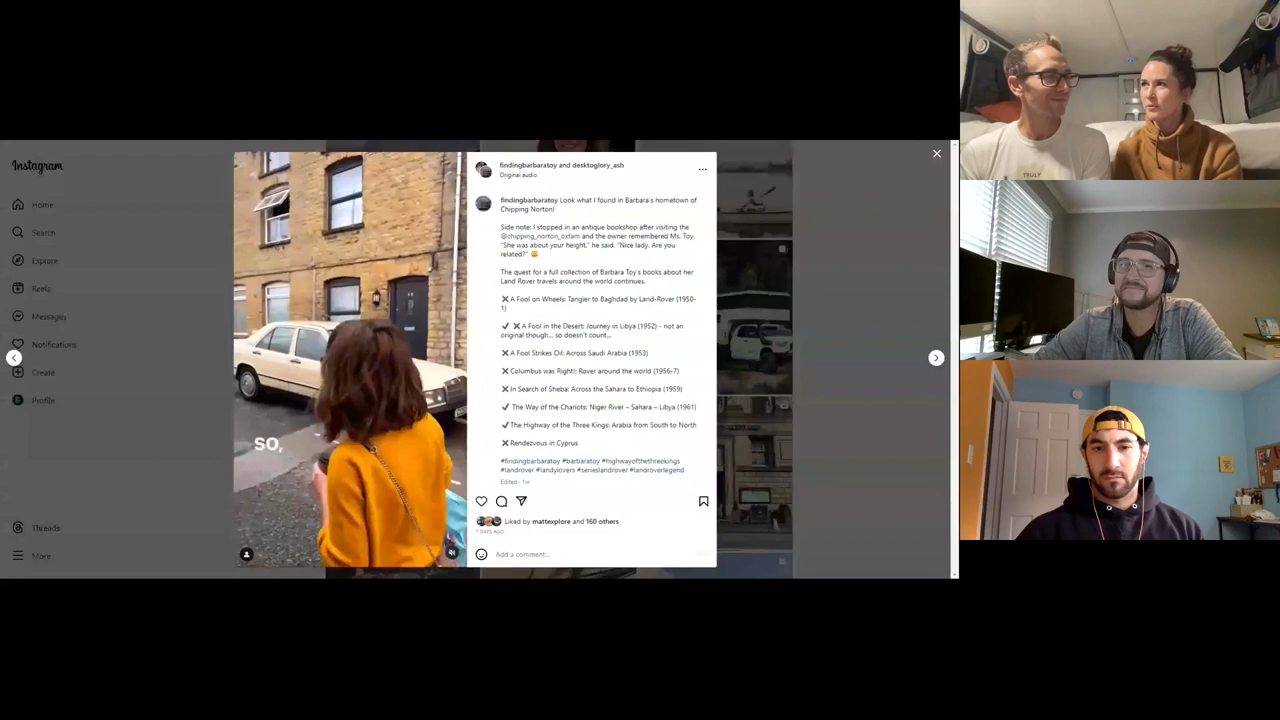 Instagram
Home
Search
Explore
Reels
Messages
Notifications
Create
Profile
Threads
More
SO,
findingbarbaratoy and desktoglory_ash
Original audio
findingbarbaratoy Look what I found in Barbara's hometown of
Chipping Norton!
Side note: I stopped in an antique bookshop after visiting the
@chipping_norton_oxfam and the owner remembered Ms. Toy.
"She was about your height," he said. "Nice lady. Are you
related?" 😊
The quest for a full collection of Barbara Toy's books about her
Land Rover travels around the world continues.
❌ A Fool on Wheels: Tangier to Baghdad by Land-Rover (1950-
1)
✔ ❌ A Fool in the Desert: Journey in Libya (1952) - not an
original though... so doesn't count...
❌ A Fool Strikes Oil: Across Saudi Arabia (1953)
❌ Columbus was Right!: Rover around the world (1956-7)
❌ In Search of Sheba: Across the Sahara to Ethiopia (1959)
✔ The Way of the Chariots: Niger River – Sahara – Libya (1961)
✔ The Highway of the Three Kings: Arabia from South to North
❌ Rendezvous in Cyprus
#findingbarbaratoy #barbaratoy #highwayofthethreekings
#landrover #landylovers #serieslandrover #landroverlegend
Edited · 1w
Liked by mattexplore and 160 others
7 DAYS AGO
Add a comment...
TRULY